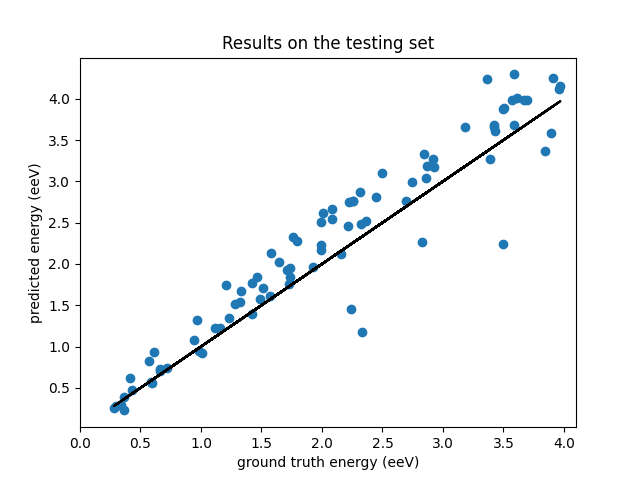 Results on the testing set
predicted energy (eeV)
4.0
3.5
3.0
2.5
2.0
1.5
1.0
0.5
0.0 0.5 1.0 1.5 2.0 2.5 3.0 3.5 4.0
ground truth energy (eeV)